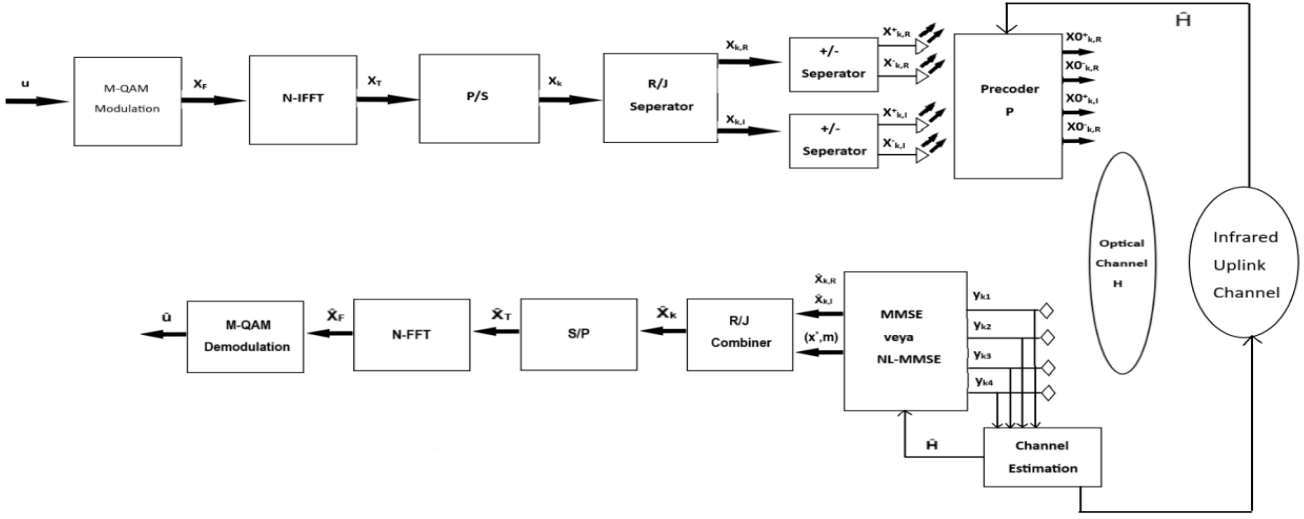 u
M-QAM
Modulation
X_F
N-IFFT
X_T
P/S
X_k
R/J
Seperator
X_k,R
X_k,I
+/-
Seperator
X⁺_k,R
X⁻_k,R
+/-
Seperator
X⁺_k,I
X⁻_k,I
Precoder
P
Ĥ
X0⁺_k,R
X0⁻_k,R
X0⁺_k,I
X0⁻_k,R
Optical
Channel
H
Infrared
Uplink
Channel
û
M-QAM
Demodulation
X̂_F
N-FFT
X̂_T
S/P
X̂_k
R/J
Combiner
X̂_k,R
X̂_k,I
MMSE
veya
NL-MMSE
y_k1
y_k2
y_k3
y_k4
Ĥ
Channel
Estimation